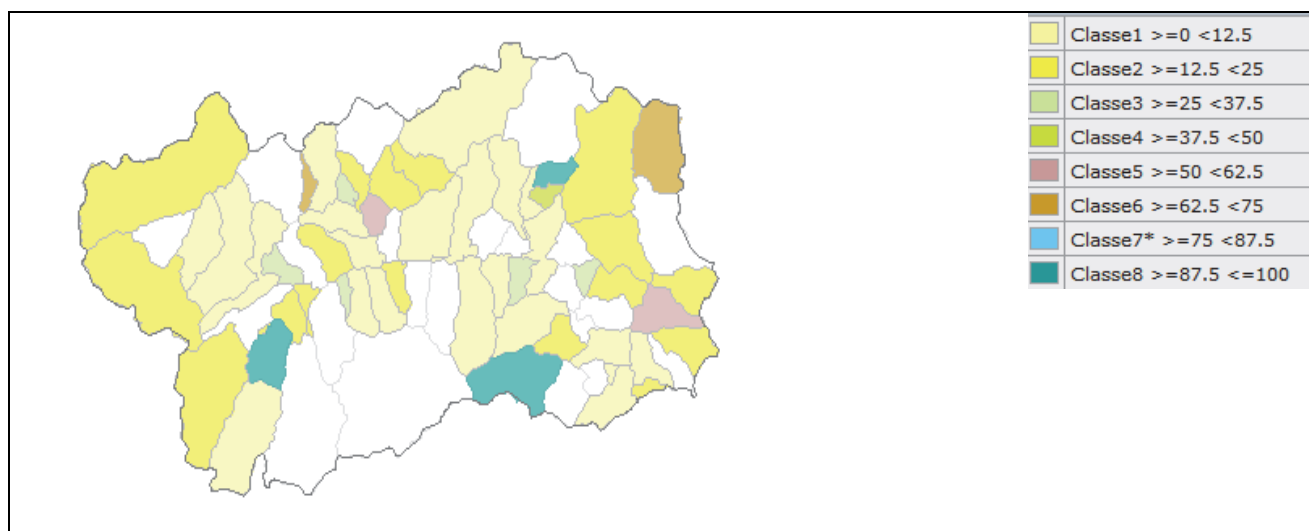 Classe1 >=0 <12.5
Classe2 >=12.5 <25
Classe3 >=25 <37.5
Classe4 >=37.5 <50
Classe5 >=50 <62.5
Classe6 >=62.5 <75
Classe7* >=75 <87.5
Classe8 >=87.5 <=100